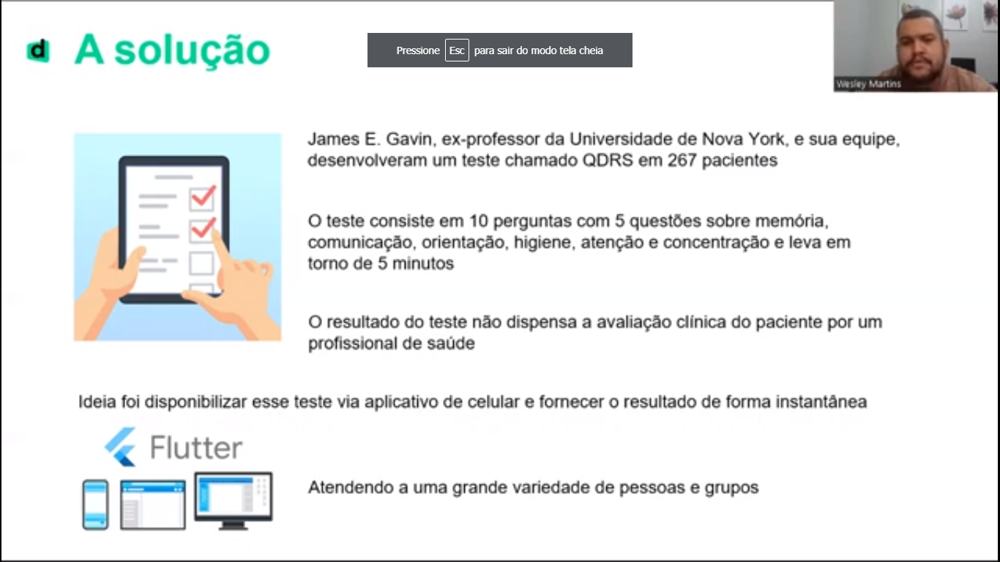 d A solução
Pressione Esc para sair do modo tela cheia
Wesley Martins
James E. Gavin, ex-professor da Universidade de Nova York, e sua equipe,
desenvolveram um teste chamado QDRS em 267 pacientes
O teste consiste em 10 perguntas com 5 questões sobre memória,
comunicação, orientação, higiene, atenção e concentração e leva em
torno de 5 minutos
O resultado do teste não dispensa a avaliação clínica do paciente por um
profissional de saúde
Ideia foi disponibilizar esse teste via aplicativo de celular e fornecer o resultado de forma instantânea
Flutter
Atendendo a uma grande variedade de pessoas e grupos